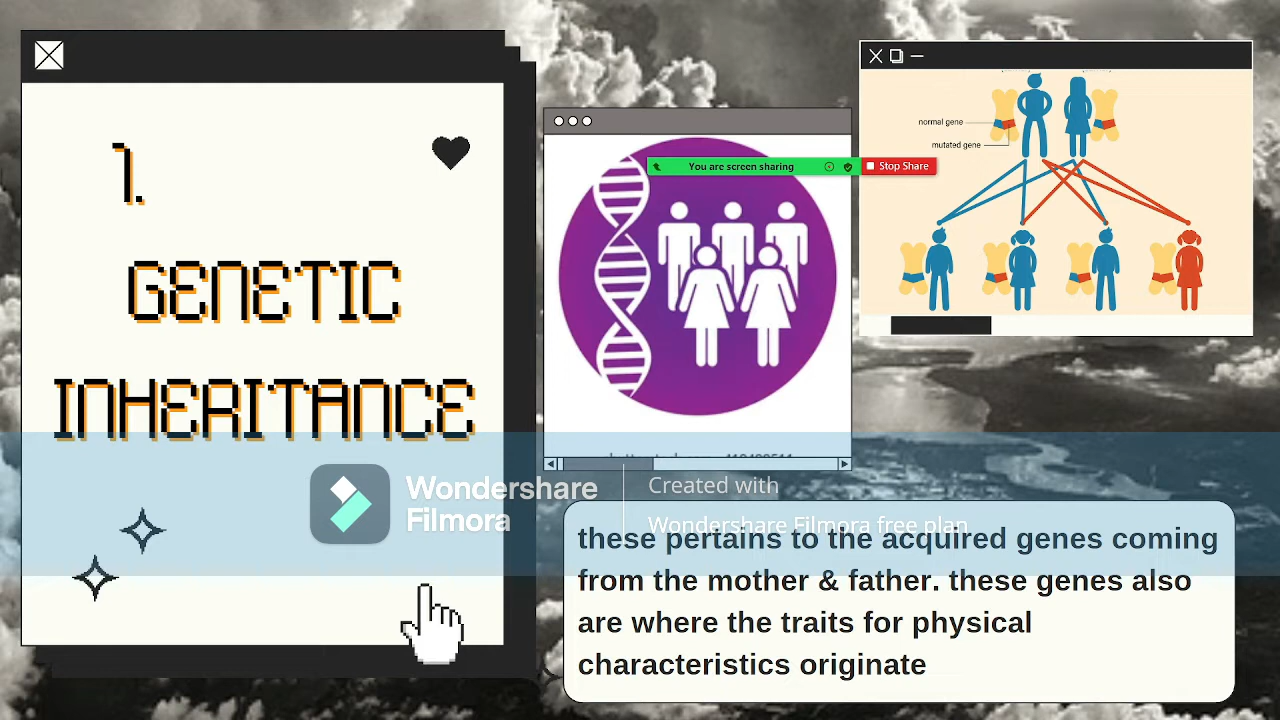 1.
GENETIC
INHERITANCE
You are screen sharing
Stop Share
normal gene
mutated gene
Wondershare
Filmora
Created with
Wondershare Filmora free plan
these pertains to the acquired genes coming
from the mother & father. these genes also
are where the traits for physical
characteristics originate